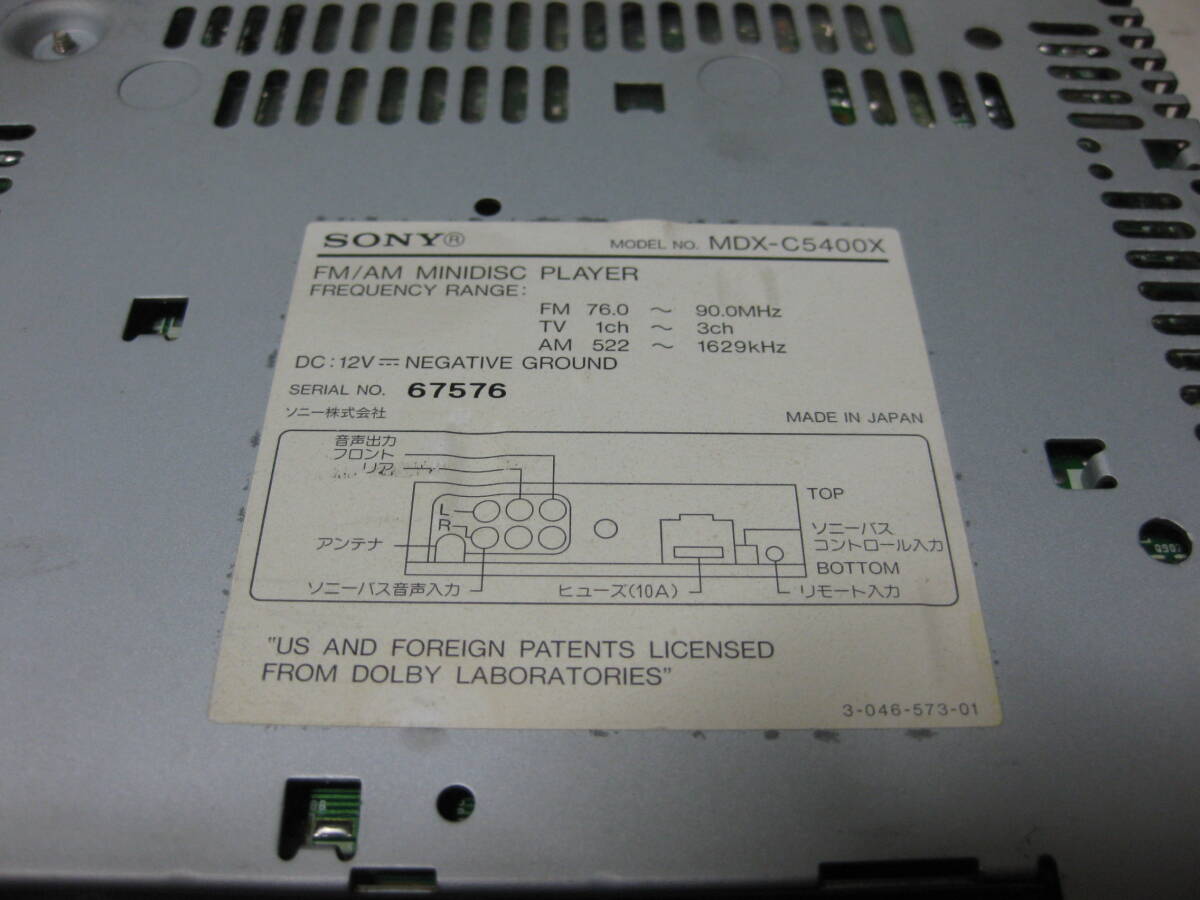 SONY® MODEL NO. MDX-C5400X
FM/AM MINIDISC PLAYER
FREQUENCY RANGE:
FM 76.0 ～ 90.0MHz
TV 1ch ～ 3ch
AM 522 ～ 1629kHz
DC : 12V ⎓ NEGATIVE GROUND
SERIAL NO. 67576
ソニー株式会社 MADE IN JAPAN
音声出力
フロント
リア
TOP
L
R
アンテナ
ソニーバス
コントロール入力
BOTTOM
ソニーバス音声入力
ヒューズ(10A)
リモート入力
"US AND FOREIGN PATENTS LICENSED
FROM DOLBY LABORATORIES"
3-046-573-01